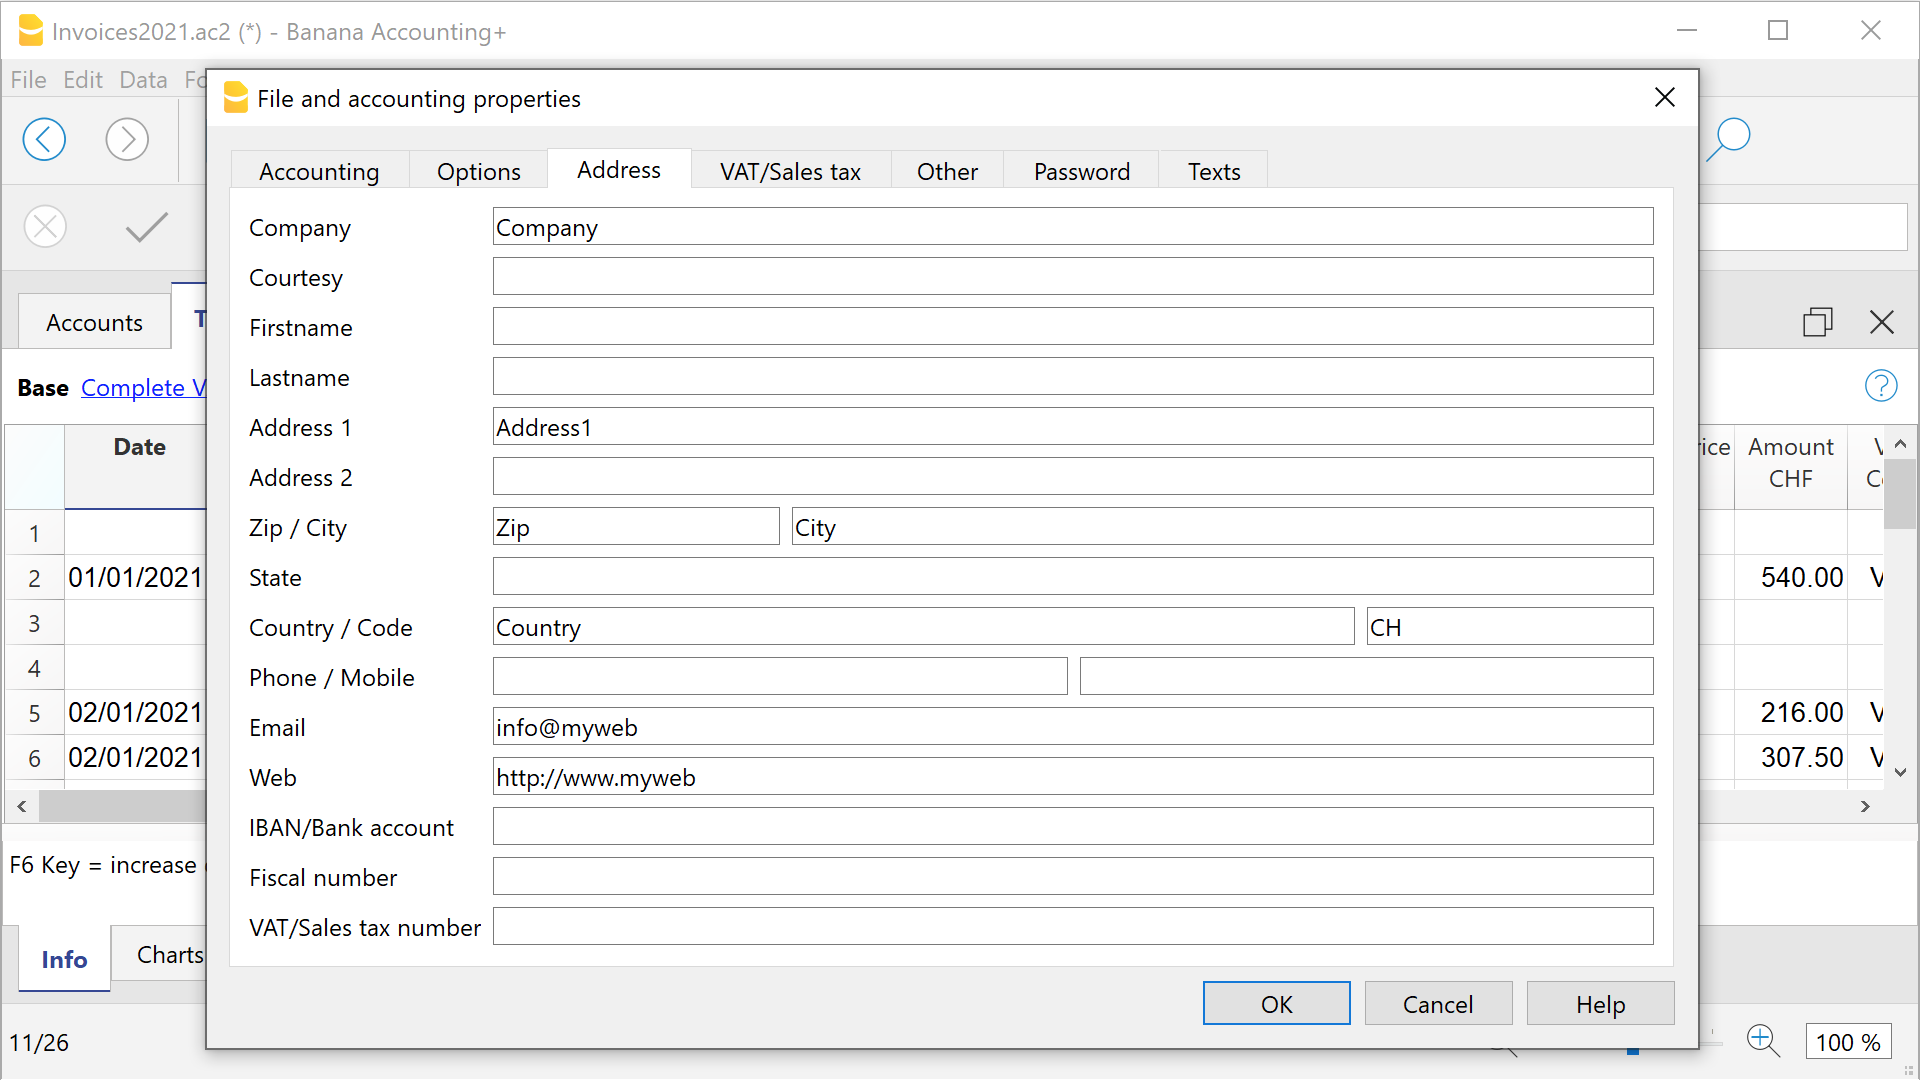 Invoices2021.ac2 (*) - Banana Accounting+
File Edit Data
File and accounting properties
Accounting Options Address VAT/Sales tax Other Password Texts
Company Company
Courtesy
Firstname
Lastname
Address 1 Address1
Address 2
Zip / City Zip City
State
Country / Code Country CH
Phone / Mobile
Email info@myweb
Web http://www.myweb
IBAN/Bank account
Fiscal number
VAT/Sales tax number
OK Cancel Help
Accounts
Base Complete
Date Amount
CHF
1
2 01/01/2021 540.00
3
4
5 02/01/2021 216.00
6 02/01/2021 307.50
F6 Key = increase
Info Charts
11/26 100 %